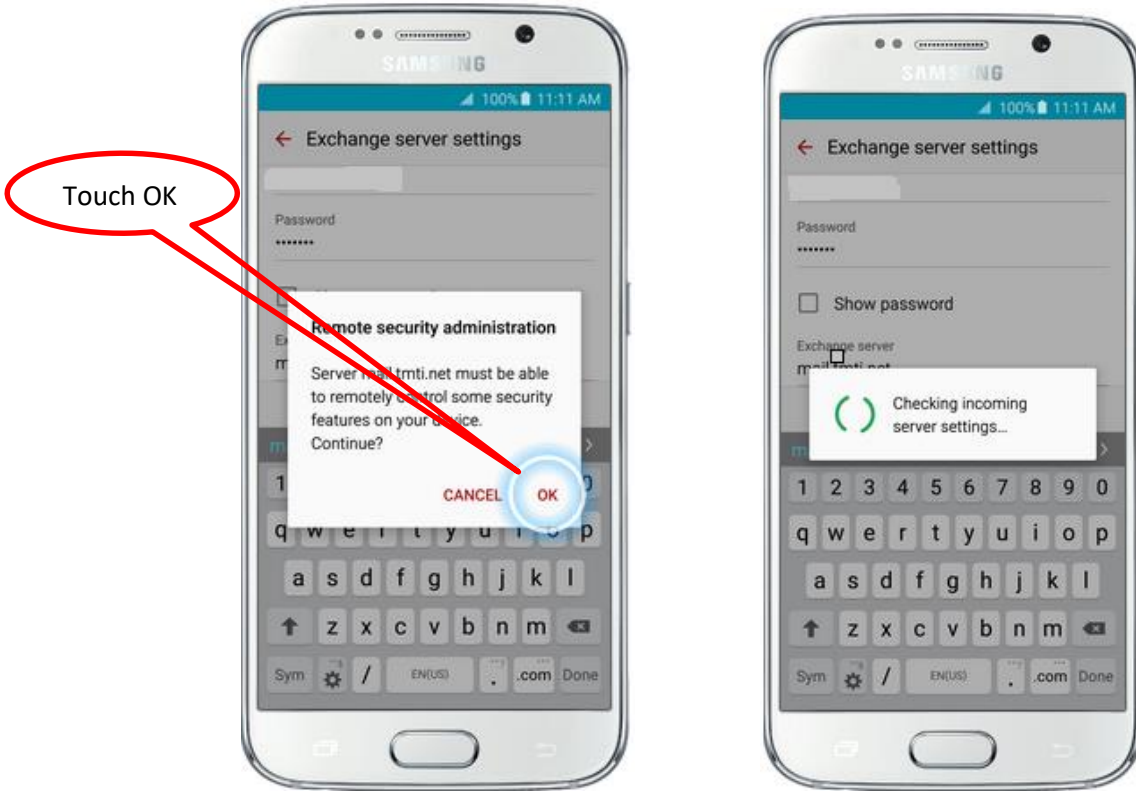 Touch OK
SAMSUNG
100% 11:11 AM
Exchange server settings
Password
•••••••
Remote security administration
Server mail.tmti.net must be able
to remotely control some security
features on your device.
Continue?
CANCEL OK
q w e r t y u i o p
a s d f g h j k l
z x c v b n m
Sym / EN(US) . .com Done
SAMSUNG
100% 11:11 AM
Exchange server settings
Password
•••••••
Show password
Exchange server
mail.tmti.net
Checking incoming
server settings...
1 2 3 4 5 6 7 8 9 0
q w e r t y u i o p
a s d f g h j k l
z x c v b n m
Sym / EN(US) . .com Done